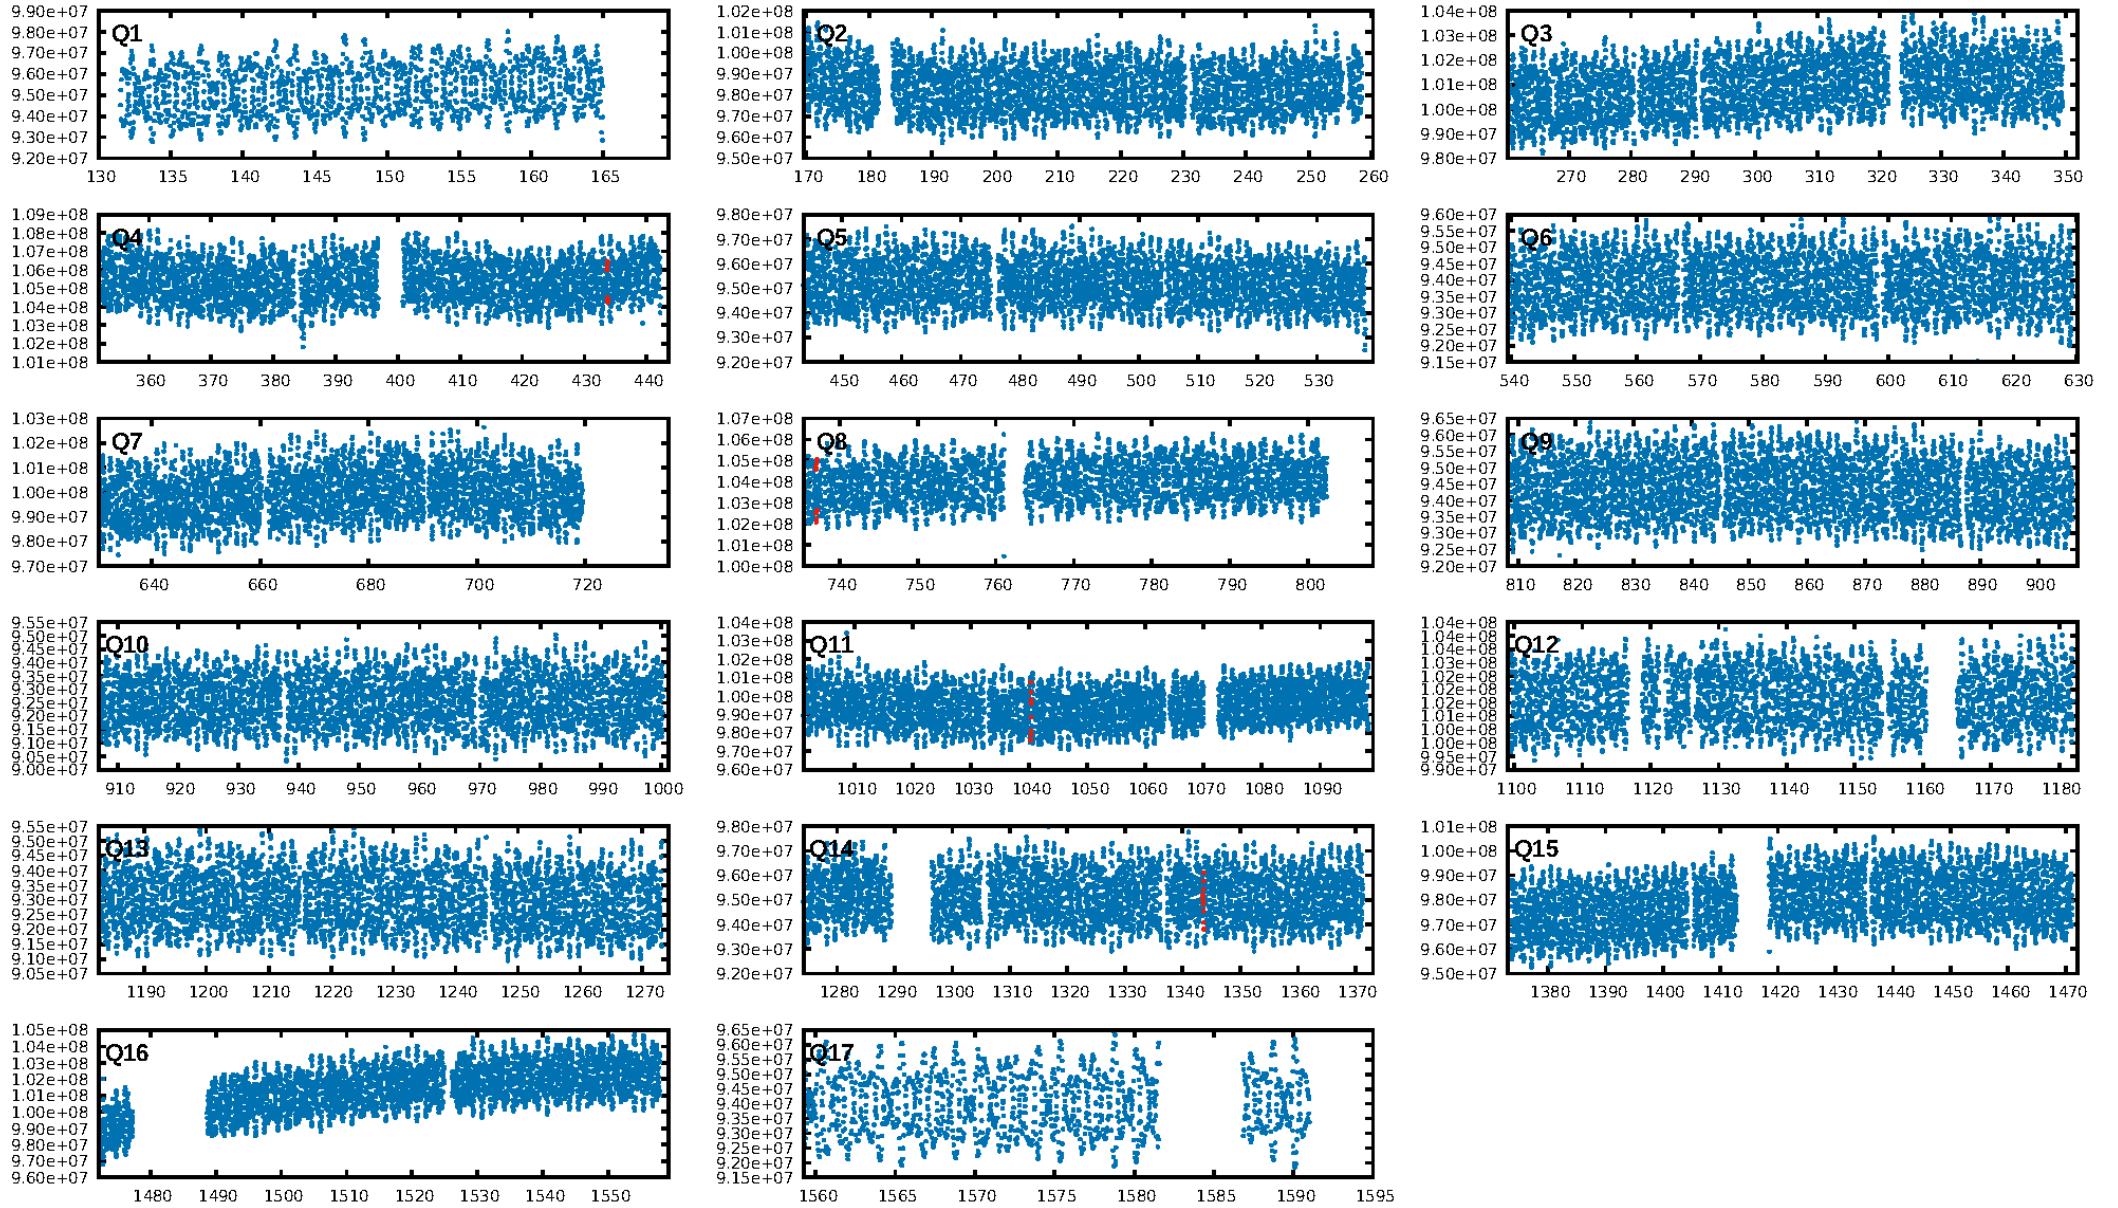 Q1
9.90e+07
9.80e+07
9.70e+07
9.60e+07
9.50e+07
9.40e+07
9.30e+07
9.20e+07
130 135 140 145 150 155 160 165
Q2
1.02e+08
1.01e+08
1.00e+08
9.90e+07
9.80e+07
9.70e+07
9.60e+07
9.50e+07
170 180 190 200 210 220 230 240 250 260
Q3
1.04e+08
1.03e+08
1.02e+08
1.01e+08
1.00e+08
9.90e+07
9.80e+07
270 280 290 300 310 320 330 340 350
Q4
1.09e+08
1.08e+08
1.07e+08
1.06e+08
1.05e+08
1.04e+08
1.03e+08
1.02e+08
1.01e+08
360 370 380 390 400 410 420 430 440
Q5
9.80e+07
9.70e+07
9.60e+07
9.50e+07
9.40e+07
9.30e+07
9.20e+07
450 460 470 480 490 500 510 520 530
Q6
9.60e+07
9.55e+07
9.50e+07
9.45e+07
9.40e+07
9.35e+07
9.30e+07
9.25e+07
9.20e+07
9.15e+07
540 550 560 570 580 590 600 610 620 630
Q7
1.03e+08
1.02e+08
1.01e+08
1.00e+08
9.90e+07
9.80e+07
9.70e+07
640 660 680 700 720
Q8
1.07e+08
1.06e+08
1.05e+08
1.04e+08
1.03e+08
1.02e+08
1.01e+08
1.00e+08
740 750 760 770 780 790 800
Q9
9.65e+07
9.60e+07
9.55e+07
9.50e+07
9.45e+07
9.40e+07
9.35e+07
9.30e+07
9.25e+07
9.20e+07
810 820 830 840 850 860 870 880 890 900
Q10
9.55e+07
9.50e+07
9.45e+07
9.40e+07
9.35e+07
9.30e+07
9.25e+07
9.20e+07
9.15e+07
9.10e+07
9.05e+07
9.00e+07
910 920 930 940 950 960 970 980 990 1000
Q11
1.04e+08
1.03e+08
1.02e+08
1.01e+08
1.00e+08
9.90e+07
9.80e+07
9.70e+07
9.60e+07
1010 1020 1030 1040 1050 1060 1070 1080 1090
Q12
1.04e+08
1.04e+08
1.03e+08
1.03e+08
1.02e+08
1.02e+08
1.01e+08
1.01e+08
1.00e+08
1.00e+08
9.95e+07
9.90e+07
1100 1110 1120 1130 1140 1150 1160 1170 1180
Q13
9.55e+07
9.50e+07
9.45e+07
9.40e+07
9.35e+07
9.30e+07
9.25e+07
9.20e+07
9.15e+07
9.10e+07
9.05e+07
1190 1200 1210 1220 1230 1240 1250 1260 1270
Q14
9.80e+07
9.70e+07
9.60e+07
9.50e+07
9.40e+07
9.30e+07
9.20e+07
1280 1290 1300 1310 1320 1330 1340 1350 1360 1370
Q15
1.01e+08
1.00e+08
9.90e+07
9.80e+07
9.70e+07
9.60e+07
9.50e+07
1380 1390 1400 1410 1420 1430 1440 1450 1460 1470
Q16
1.05e+08
1.04e+08
1.03e+08
1.02e+08
1.01e+08
1.00e+08
9.90e+07
9.80e+07
9.70e+07
9.60e+07
1480 1490 1500 1510 1520 1530 1540 1550
Q17
9.65e+07
9.60e+07
9.55e+07
9.50e+07
9.45e+07
9.40e+07
9.35e+07
9.30e+07
9.25e+07
9.20e+07
9.15e+07
1560 1565 1570 1575 1580 1585 1590 1595